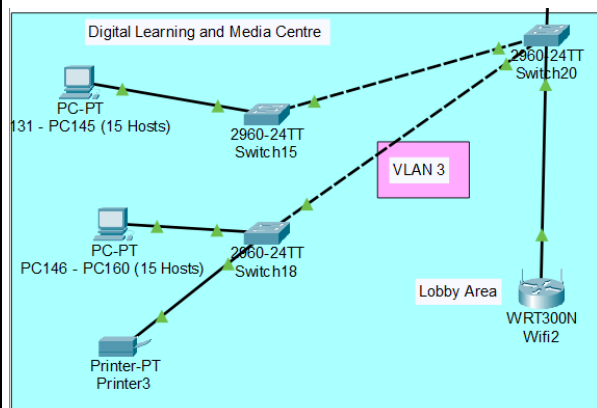 Digital Learning and Media Centre
2960-24TT
Switch20
PC-PT
131 - PC145 (15 Hosts)
2960-24TT
Switch15
VLAN 3
PC-PT
PC146 - PC160 (15 Hosts)
2960-24TT
Switch18
Lobby Area
WRT300N
Wifi2
Printer-PT
Printer3